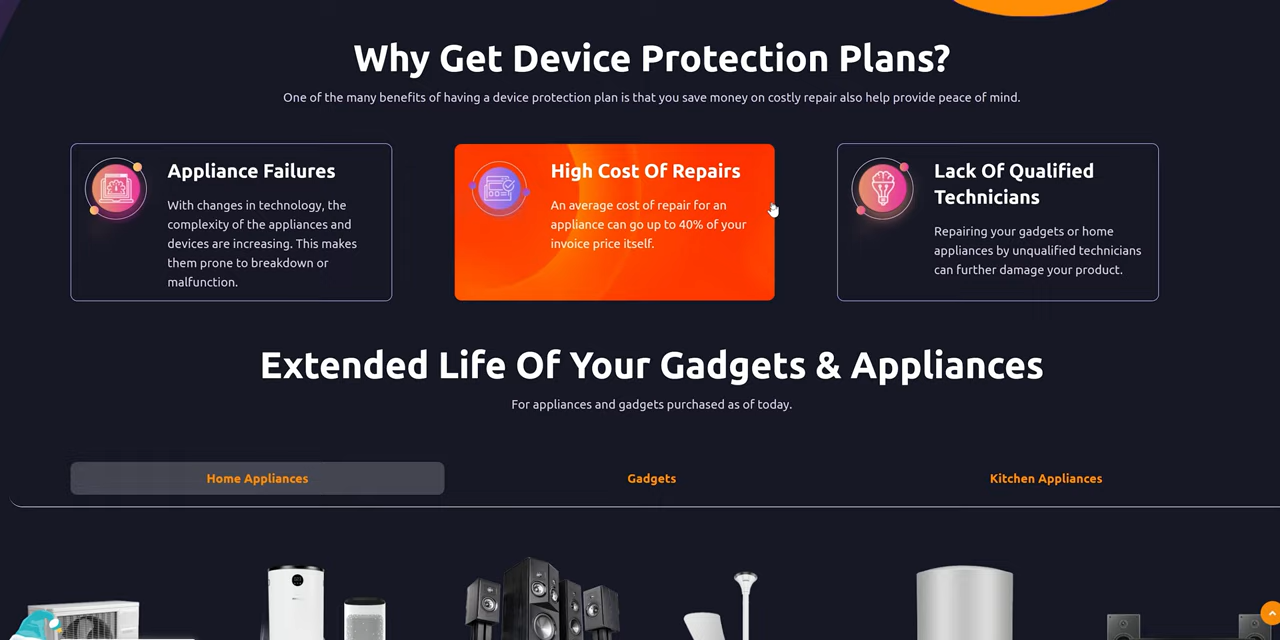 Why Get Device Protection Plans?
One of the many benefits of having a device protection plan is that you save money on costly repair also help provide peace of mind.
Appliance Failures
With changes in technology, the
complexity of the appliances and
devices are increasing. This makes
them prone to breakdown or
malfunction.
High Cost Of Repairs
An average cost of repair for an
appliance can go up to 40% of your
invoice price itself.
Lack Of Qualified
Technicians
Repairing your gadgets or home
appliances by unqualified technicians
can further damage your product.
Extended Life Of Your Gadgets & Appliances
For appliances and gadgets purchased as of today.
Home Appliances
Gadgets
Kitchen Appliances